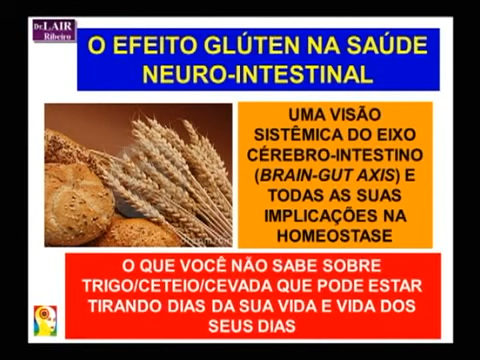 Dr. LAIR
Ribeiro
O EFEITO GLÚTEN NA SAÚDE
NEURO-INTESTINAL
UMA VISÃO
SISTÊMICA DO EIXO
CÉREBRO-INTESTINO
(BRAIN-GUT AXIS) E
TODAS AS SUAS
IMPLICAÇÕES NA
HOMEOSTASE
O QUE VOCÊ NÃO SABE SOBRE
TRIGO/CETEIO/CEVADA QUE PODE ESTAR
TIRANDO DIAS DA SUA VIDA E VIDA DOS
SEUS DIAS